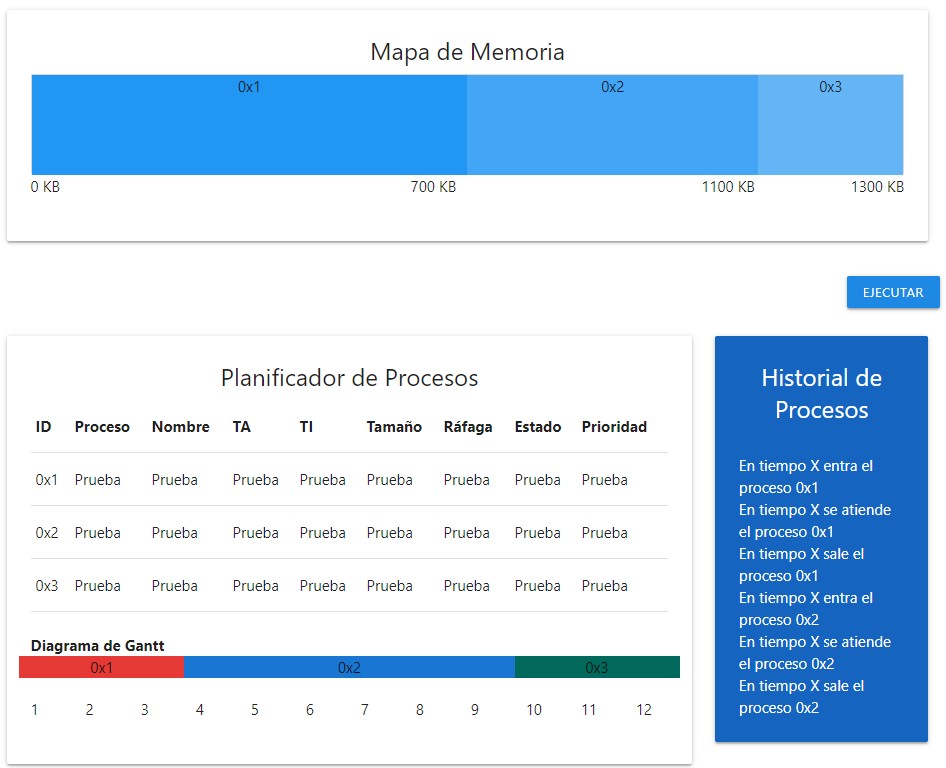 Mapa de Memoria
0x1 0x2 0x3
0 KB 700 KB 1100 KB 1300 KB
EJECUTAR
Planificador de Procesos
ID Proceso Nombre TA TI Tamaño Ráfaga Estado Prioridad
0x1 Prueba Prueba Prueba Prueba Prueba Prueba Prueba Prueba
0x2 Prueba Prueba Prueba Prueba Prueba Prueba Prueba Prueba
0x3 Prueba Prueba Prueba Prueba Prueba Prueba Prueba Prueba
Diagrama de Gantt
0x1 0x2 0x3
1 2 3 4 5 6 7 8 9 10 11 12
Historial de
Procesos
En tiempo X entra el
proceso 0x1
En tiempo X se atiende
el proceso 0x1
En tiempo X sale el
proceso 0x1
En tiempo X entra el
proceso 0x2
En tiempo X se atiende
el proceso 0x2
En tiempo X sale el
proceso 0x2